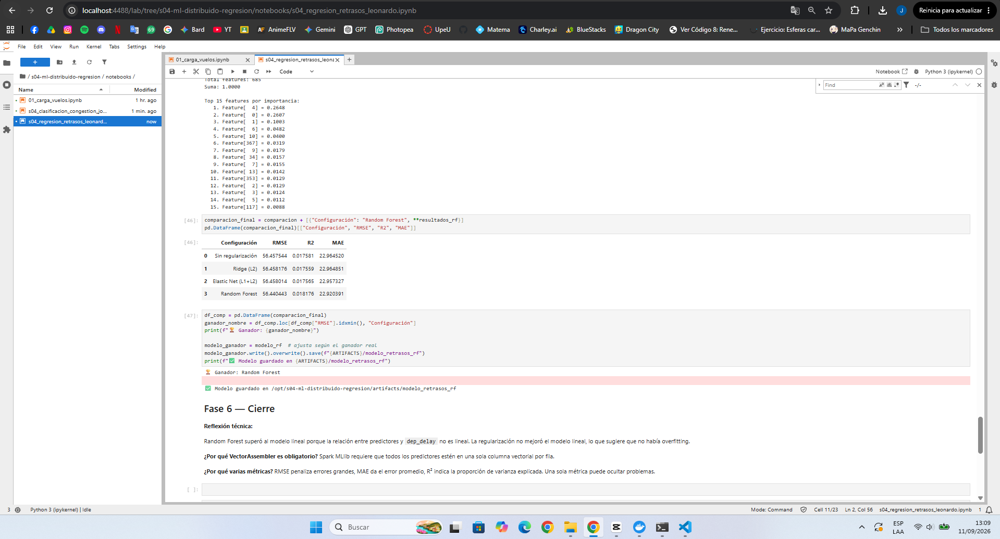 localhost:4488/lab/tree/s04-ml-distribuido-regresion/notebooks/s04_regresion_retrasos_leonardo.ipynb
J
Reinicia para actualizar
69
Bard
YT
AF AnimeFLV
Gemini
GPT
Photopea
UpeU
Matema
Charley.ai
BlueStacks
Dragon City
Ver Código 8: Rene...
Ejercicio: Esferas car...
MaPa Genchin
Todos los marcadores
File Edit View Run Kernel Tabs Settings Help
01_carga_vuelos.ipynb
s04_regresion_retrasos_leona
Code
Notebook
Python 3 (ipykernel)
/ s04-ml-distribuido-regresion / notebooks /
Name Modified
01_carga_vuelos.ipynb 1 hr. ago
s04_clasificacion_congestion_jo... 1 min. ago
s04_regresion_retrasos_leonard... now
Find -/-
Total features: 685
Suma: 1.0000
Top 15 features por importancia:
1. Feature[ 4] = 0.2648
2. Feature[ 0] = 0.2607
3. Feature[ 1] = 0.1003
4. Feature[ 6] = 0.0482
5. Feature[ 10] = 0.0400
6. Feature[367] = 0.0319
7. Feature[ 9] = 0.0179
8. Feature[ 34] = 0.0157
9. Feature[ 7] = 0.0155
10. Feature[ 13] = 0.0142
11. Feature[353] = 0.0129
12. Feature[ 2] = 0.0129
13. Feature[ 3] = 0.0124
14. Feature[ 5] = 0.0112
15. Feature[117] = 0.0088
[46]: comparacion_final = comparacion + [{"Configuración": "Random Forest", **resultados_rf}]
pd.DataFrame(comparacion_final)[["Configuración", "RMSE", "R2", "MAE"]]
[46]: Configuración RMSE R2 MAE
0 Sin regularización 56.457544 0.017581 22.964520
1 Ridge (L2) 56.458176 0.017559 22.964851
2 Elastic Net (L1+L2) 56.458014 0.017565 22.957327
3 Random Forest 56.440443 0.018176 22.920391
[47]: df_comp = pd.DataFrame(comparacion_final)
ganador_nombre = df_comp.loc[df_comp["RMSE"].idxmin(), "Configuración"]
print(f"🏆 Ganador: {ganador_nombre}")
modelo_ganador = modelo_rf # ajusta según el ganador real
modelo_ganador.write().overwrite().save(f"{ARTIFACTS}/modelo_retrasos_rf")
print(f"✅ Modelo guardado en {ARTIFACTS}/modelo_retrasos_rf")
🏆 Ganador: Random Forest
✅ Modelo guardado en /opt/s04-ml-distribuido-regresion/artifacts/modelo_retrasos_rf
Fase 6 — Cierre
Reflexión técnica:
Random Forest superó al modelo lineal porque la relación entre predictores y dep_delay no es lineal. La regularización no mejoró el modelo lineal, lo que sugiere que no había overfitting.
¿Por qué VectorAssembler es obligatorio? Spark MLlib requiere que todos los predictores estén en una sola columna vectorial por fila.
¿Por qué varias métricas? RMSE penaliza errores grandes, MAE da el error promedio, R² indica la proporción de varianza explicada. Una sola métrica puede ocultar problemas.
[ ]:
3 Python 3 (ipykernel) | Idle
Mode: Command
Cell 11/23
Ln 2, Col 56
s04_regresion_retrasos_leonardo.ipynb
1
Buscar
ESP
LAA
13:09
11/09/2026